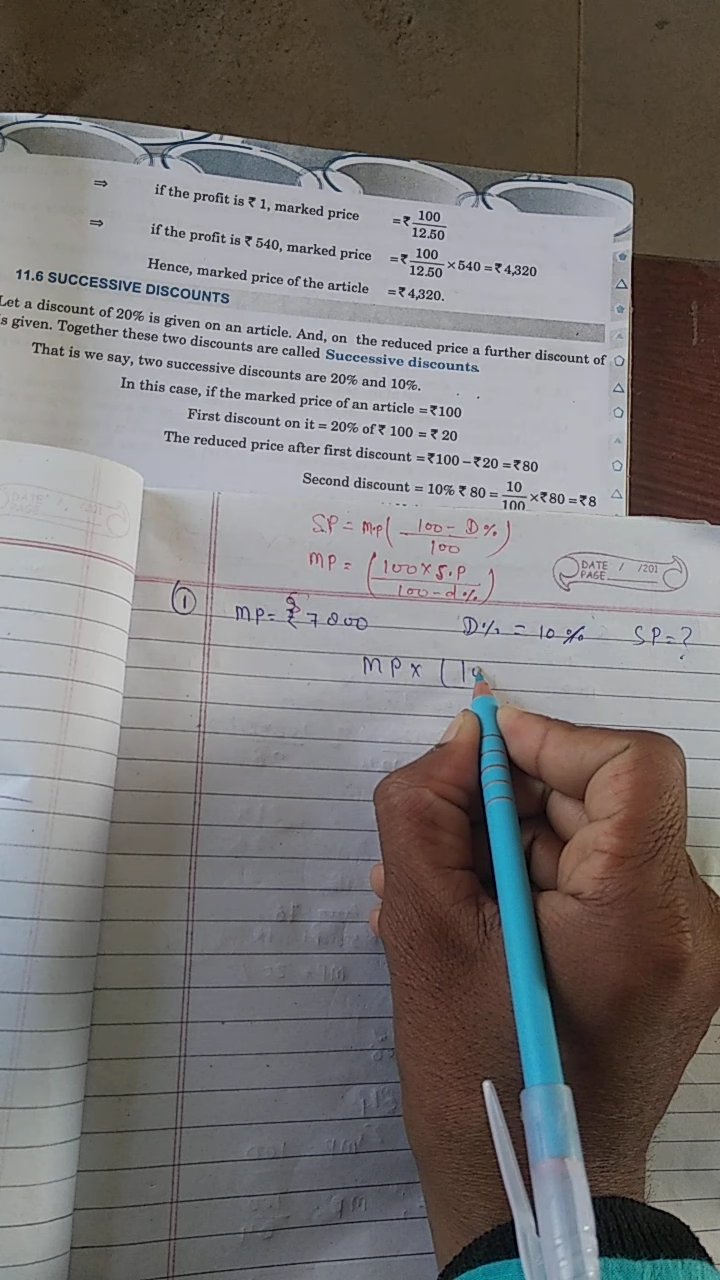 ⇒ if the profit is ₹ 1, marked price = ₹ 100/12.50
⇒ if the profit is ₹ 540, marked price = ₹ 100/12.50 × 540 = ₹ 4,320
Hence, marked price of the article = ₹ 4,320.
11.6 SUCCESSIVE DISCOUNTS
Let a discount of 20% is given on an article. And, on the reduced price a further discount of
is given. Together these two discounts are called Successive discounts.
That is we say, two successive discounts are 20% and 10%.
In this case, if the marked price of an article = ₹100
First discount on it = 20% of ₹ 100 = ₹ 20
The reduced price after first discount = ₹100 – ₹20 = ₹80
Second discount = 10% ₹ 80 = 10/100 × ₹80 = ₹8
SP = M.P ( 100 - D% / 100 )
MP = ( 100 × S.P / 100 - d% )
DATE / /201
PAGE
① MP = ₹ 7800 D% = 10% SP = ?
MP × ( 10